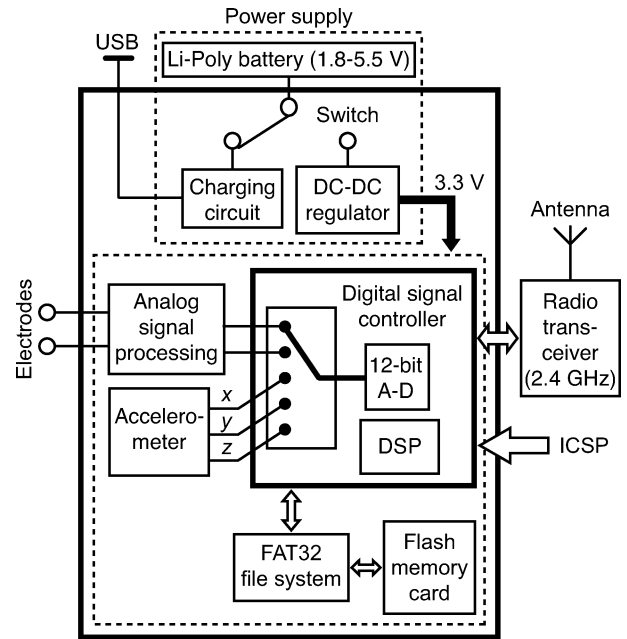 Power supply
USB
Li-Poly battery (1.8-5.5 V)
Switch
Charging
circuit
DC-DC
regulator
3.3 V
Antenna
Electrodes
Analog
signal
processing
Digital signal
controller
Radio
trans-
ceiver
(2.4 GHz)
12-bit
A-D
Accelero-
meter
x
y
z
DSP
ICSP
FAT32
file system
Flash
memory
card